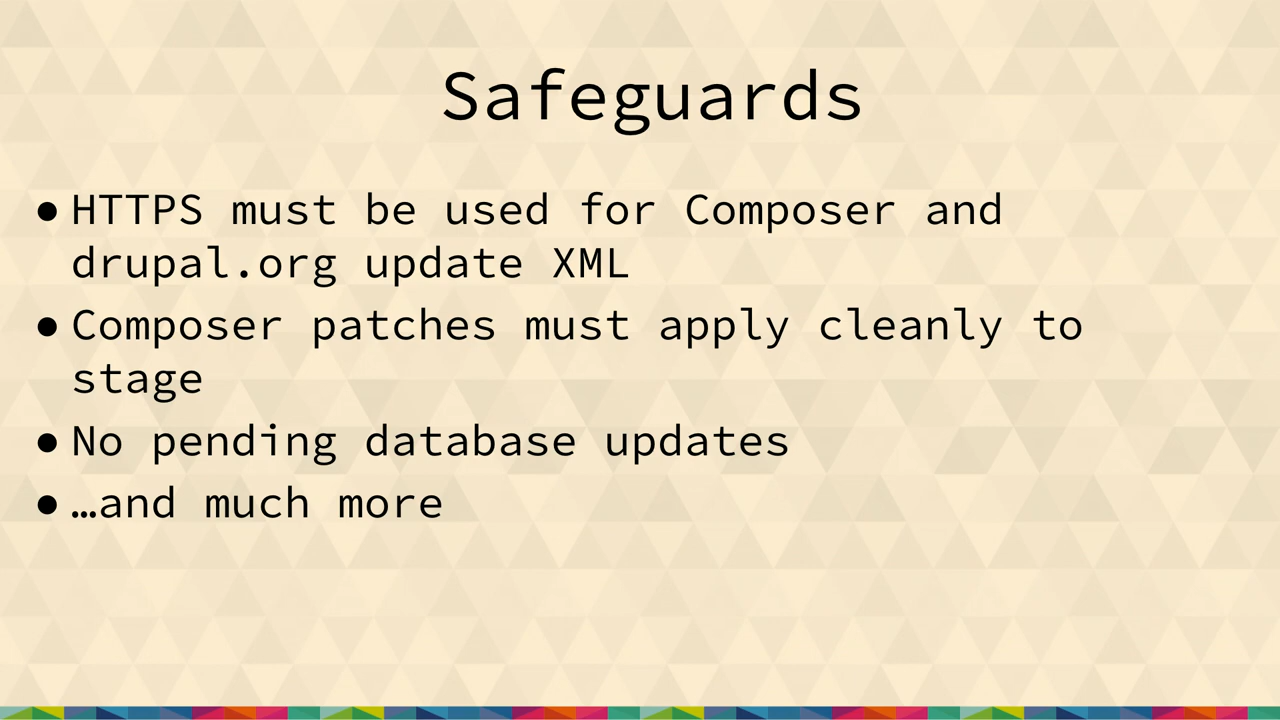 Safeguards
● HTTPS must be used for Composer and
drupal.org update XML
● Composer patches must apply cleanly to
stage
● No pending database updates
● …and much more